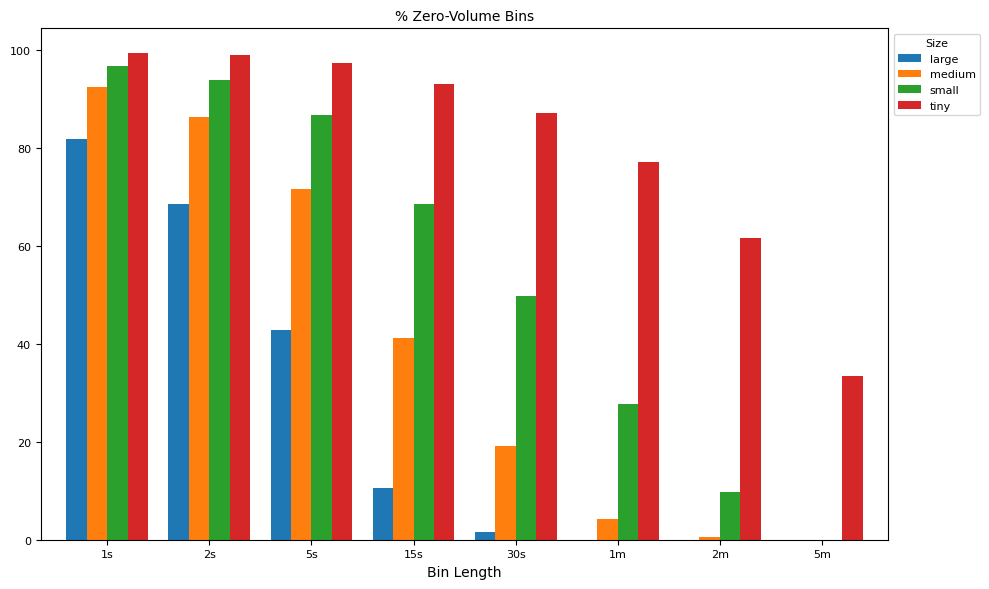 % Zero-Volume Bins
100
80
60
40
20
0
1s 2s 5s 15s 30s 1m 2m 5m
Bin Length
Size
large
medium
small
tiny